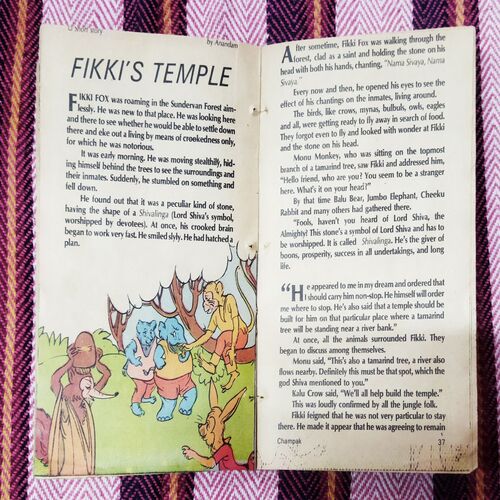 □ Short story
by Anandam
FIKKI'S TEMPLE
FIKKI FOX was roaming in the Sundervan Forest aim-
lessly. He was new to that place. He was looking here
and there to see whether he would be able to settle down
there and eke out a living by means of croekedness only,
for which he was notorious.
It was early morning. He was moving stealthily, hid-
ing himself behind the trees to see the surroundings and
their inmates. Suddenly, he stumbled on something and
fell down.
He found out that it was a peculiar kind of stone,
having the shape of a Shivalinga (Lord Shiva's symbol,
worshipped by devotees). At once, his crooked brain
began to work very fast. He smiled slyly. He had hatched a
plan.
After sometime, Fikki Fox was walking through the
forest, clad as a saint and holding the stone on his
head with both his hands, chanting, "Nama Sivaya, Nama
Sivaya."
Every now and then, he opened his eyes to see the
effect of his chantings on the inmates, living around.
The birds, like crows, mynas, bulbuls, owls, eagles
and all, were getting ready to fly away in search of food.
They forgot even to fly and looked with wonder at Fikki
and the stone on his head.
Monu Monkey, who was sitting on the topmost
branch of a tamarind tree, saw Fikki and addressed him,
"Hello friend, who are you? You seem to be a stranger
here. What's it on your head?"
By that time Balu Bear, Jumbo Elephant, Cheeku
Rabbit and many others had gathered there.
"Fools, haven't you heard of Lord Shiva, the
Almighty! This stone's a symbol of Lord Shiva and has to
be worshipped. It is called Shivalinga. He's the giver of
boons, prosperity, success in all undertakings, and long
life.
"He appeared to me in my dream and ordered that
I should carry him non-stop. He himself will order
me where to stop. He's also said that a temple should be
built for him on that particular place where a tamarind
tree will be standing near a river bank."
At once, all the animals surrounded Fikki. They
began to discuss among themselves.
Monu said, "This's also a tamarind tree, a river also
flows nearby. Definitely this must be that spot, which the
god Shiva mentioned to you."
Kalu Crow said, "We'll all help build the temple."
This was loudly confirmed by all the jungle folk.
Fikki feigned that he was not very particular to stay
there. He made it appear that he was agreeing to remain
Champak
37